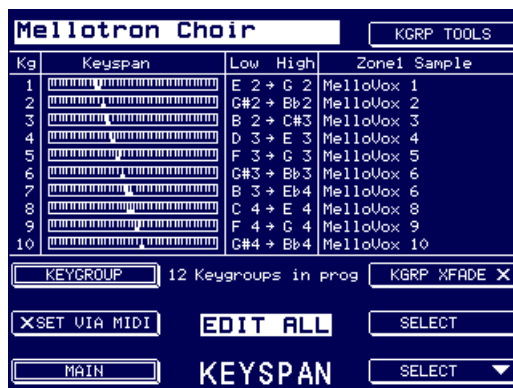 Mellotron Choir KGRP TOOLS
Kg Keyspan Low High Zone1 Sample
1 E 2→ G 2 MelloVox 1
2 G#2→ Bb2 MelloVox 2
3 B 2→ C#3 MelloVox 3
4 D 3→ E 3 MelloVox 4
5 F 3→ G 3 MelloVox 5
6 G#3→ Bb3 MelloVox 6
7 B 3→ Eb4 MelloVox 6
8 C 4→ E 4 MelloVox 8
9 F 4→ G 4 MelloVox 9
10 G#4→ Bb4 MelloVox 10
KEYGROUP 12 Keygroups in prog KGRP XFADE X
XSET VIA MIDI EDIT ALL SELECT
MAIN KEYSPAN SELECT